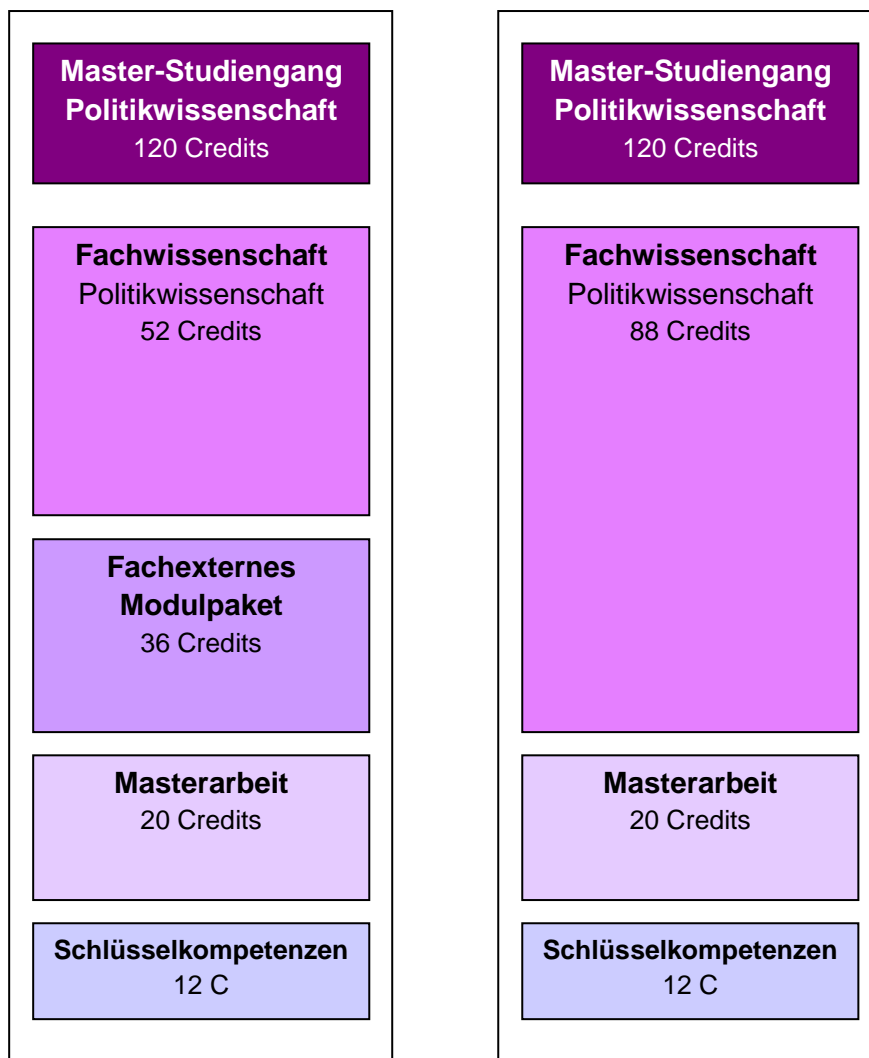 Master-Studiengang
Politikwissenschaft
120 Credits
Fachwissenschaft
Politikwissenschaft
52 Credits
Fachexternes
Modulpaket
36 Credits
Masterarbeit
20 Credits
Schlüsselkompetenzen
12 C
Master-Studiengang
Politikwissenschaft
120 Credits
Fachwissenschaft
Politikwissenschaft
88 Credits
Masterarbeit
20 Credits
Schlüsselkompetenzen
12 C